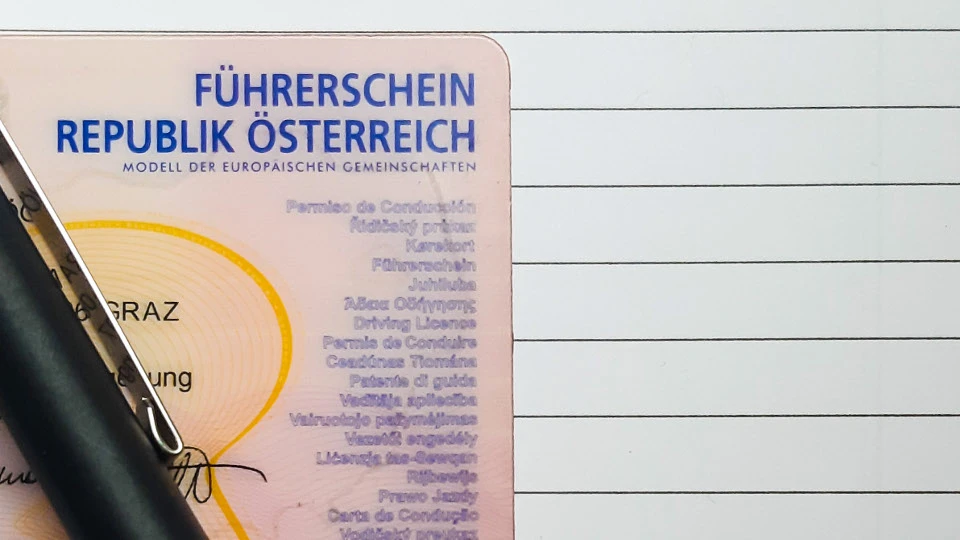 FÜHRERSCHEIN
REPUBLIK ÖSTERREICH
MODELL DER EUROPÄISCHEN GEMEINSCHAFTEN
Permiso de Conducción
Řidičský průkaz
Kørekort
Führerschein
Juhiluba
Άδεια Οδήγησης
Driving Licence
Permis de Conduire
Ceadúnas Tiomána
Patente di guida
Vadītāja apliecība
Vairuotojo pažymėjimas
Vezetői engedély
Liċenzja tas-Sewqan
Rijbewijs
Prawo Jazdy
Carta de Condução
Vodičský preukaz
GRAZ
ung